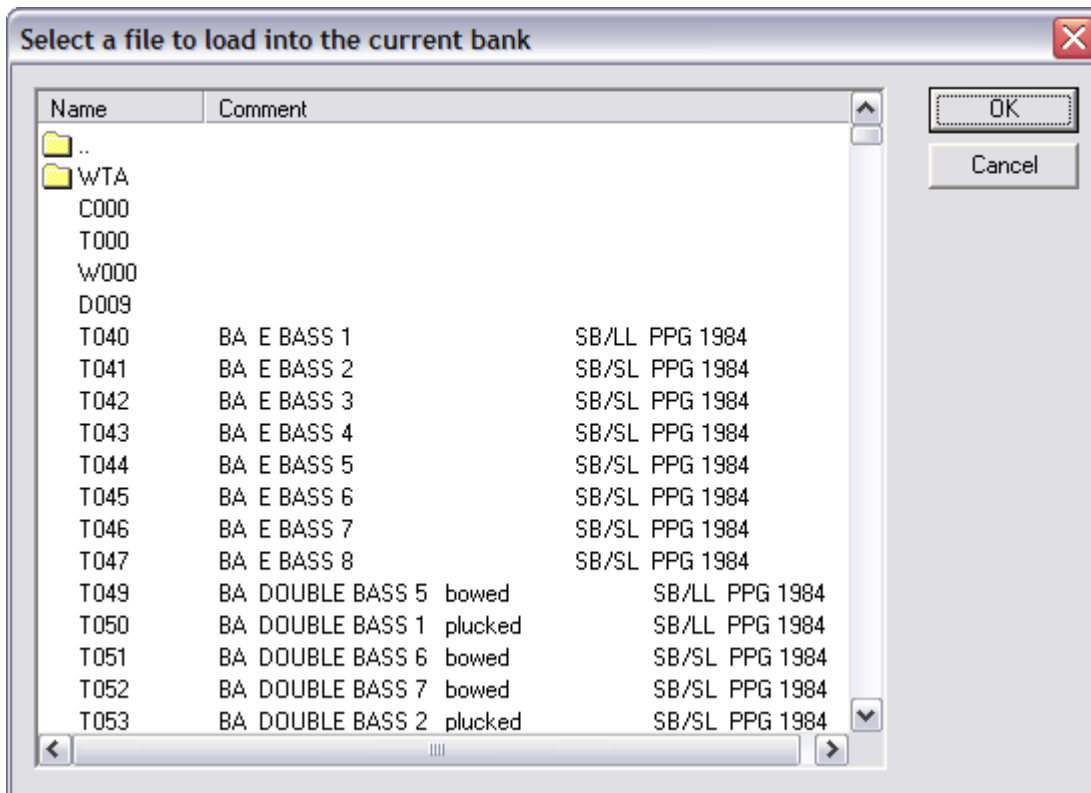 Select a file to load into the current bank
Name Comment
OK
Cancel
..
WTA
C000
T000
W000
D009
T040 BA E BASS 1 SB/LL PPG 1984
T041 BA E BASS 2 SB/SL PPG 1984
T042 BA E BASS 3 SB/SL PPG 1984
T043 BA E BASS 4 SB/SL PPG 1984
T044 BA E BASS 5 SB/SL PPG 1984
T045 BA E BASS 6 SB/SL PPG 1984
T046 BA E BASS 7 SB/SL PPG 1984
T047 BA E BASS 8 SB/SL PPG 1984
T049 BA DOUBLE BASS 5 bowed SB/LL PPG 1984
T050 BA DOUBLE BASS 1 plucked SB/LL PPG 1984
T051 BA DOUBLE BASS 6 bowed SB/SL PPG 1984
T052 BA DOUBLE BASS 7 bowed SB/SL PPG 1984
T053 BA DOUBLE BASS 2 plucked SB/SL PPG 1984